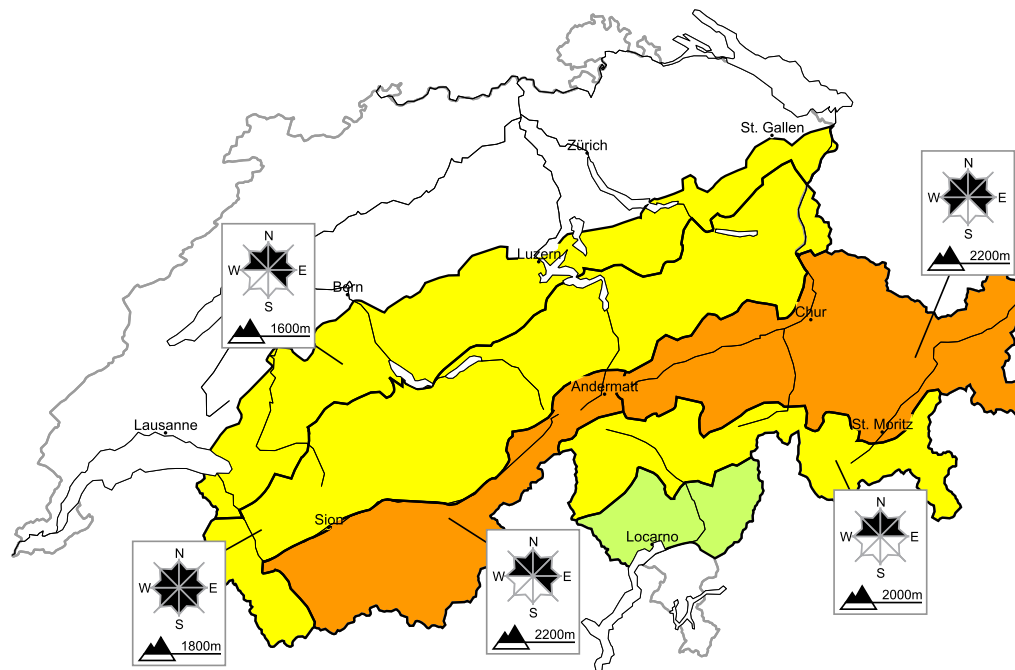 St. Gallen
Zürich
N
W E
S
2200m
N
W E
S
1600m
Luzern
Bern
Chur
Andermatt
Lausanne
St. Moritz
Sion
Locarno
N
W E
S
2000m
N
W E
S
2200m
N
W E
S
1800m